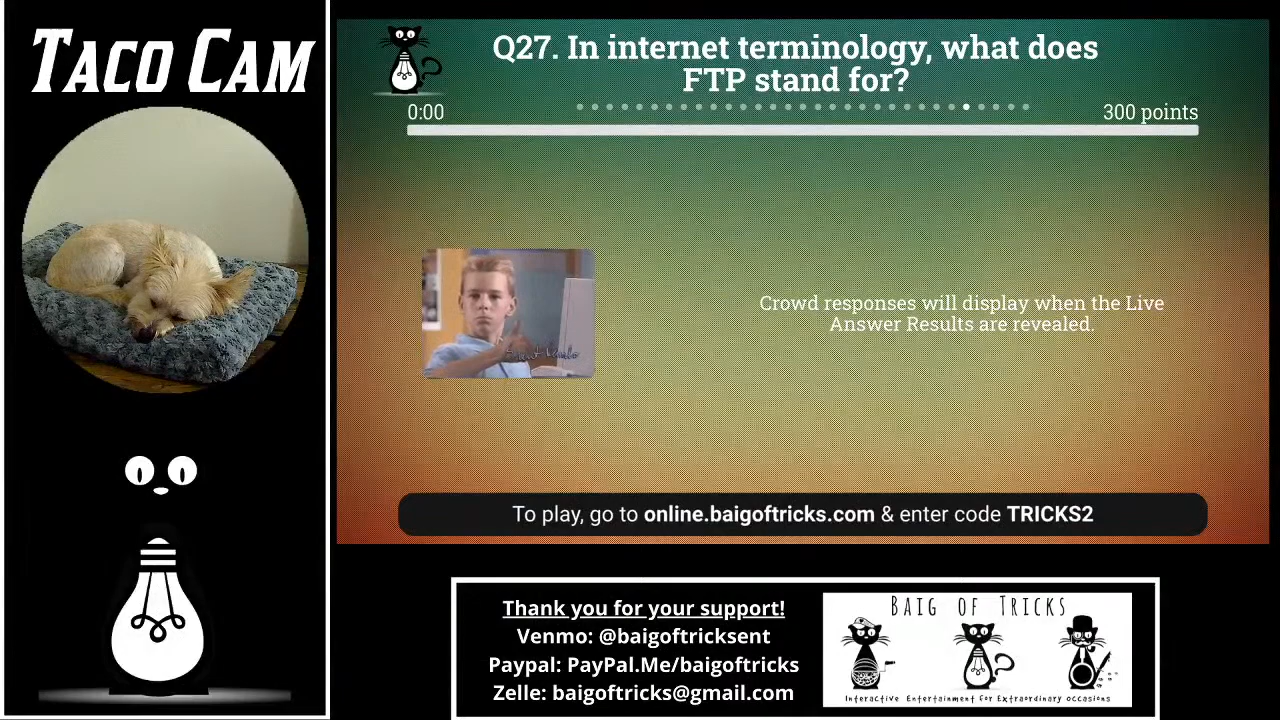 TACO CAM
Q27. In internet terminology, what does
FTP stand for?
0:00
300 points
Crowd responses will display when the Live
Answer Results are revealed.
To play, go to online.baigoftricks.com & enter code TRICKS2
Thank you for your support!
Venmo: @baigoftricksent
Paypal: PayPal.Me/baigoftricks
Zelle: baigoftricks@gmail.com
BAIG OF TRICKS
Interactive Entertainment for Extraordinary occasions